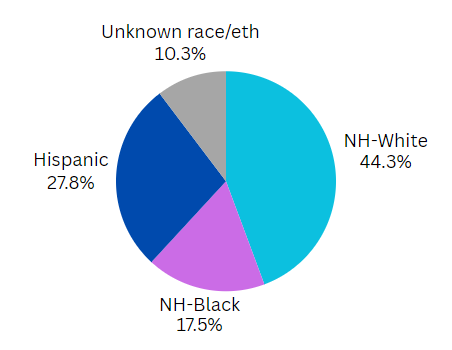 Unknown race/eth
10.3%
NH-White
44.3%
Hispanic
27.8%
NH-Black
17.5%